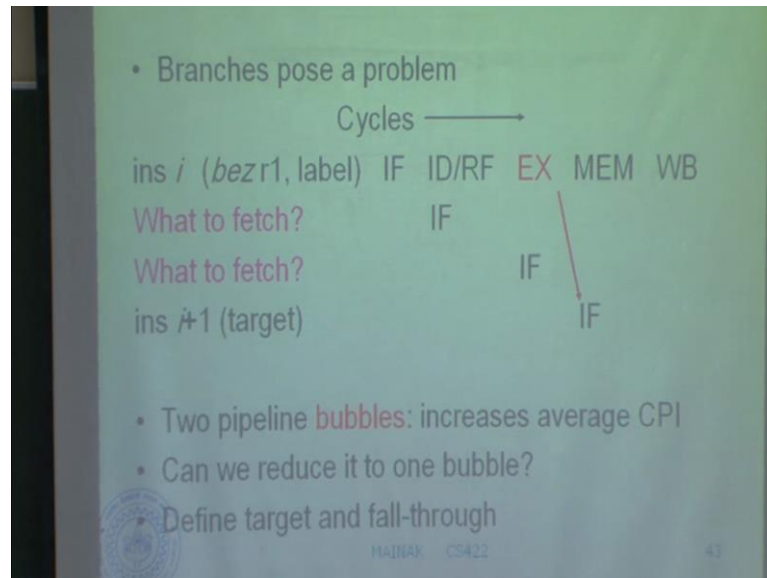 • Branches pose a problem
Cycles
ins i (bez r1, label) IF ID/RF EX MEM WB
What to fetch? IF
What to fetch? IF
ins i+1 (target) IF
• Two pipeline bubbles: increases average CPI
• Can we reduce it to one bubble?
• Define target and fall-through
MAINAK CS422 43